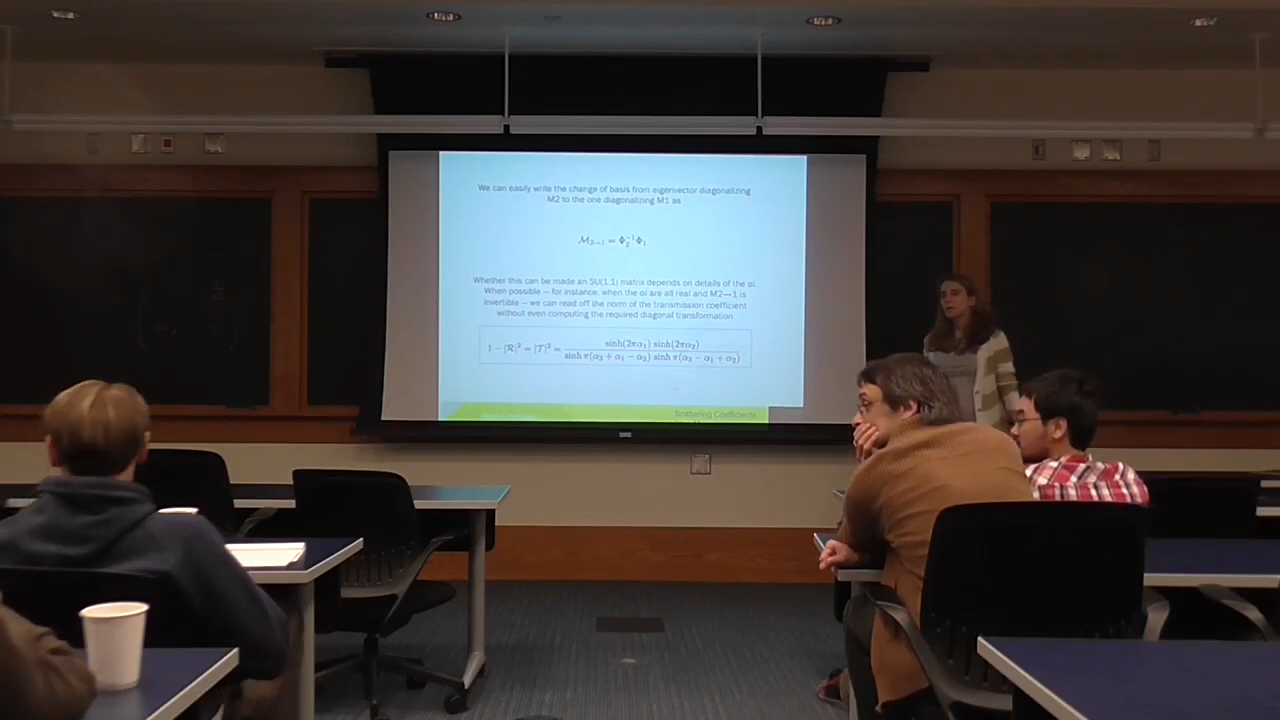 We can easily write the change of basis from eigenvector diagonalizing
M2 to the one diagonalizing M1 as
M₂→₁ = Φ₂⁻¹Φ₁
Whether this can be made an SU(1,1) matrix depends on details of the αi.
When possible – for instance, when the αi are all real and M2→1 is
invertible – we can read off the norm of the transmission coefficient
without even computing the required diagonal transformation
1 − |R|² = |T|² = sinh(2πα₁) sinh(2πα₂) / sinh π(α₃ + α₁ − α₂) sinh π(α₃ − α₁ + α₂)
Scattering Coefficients